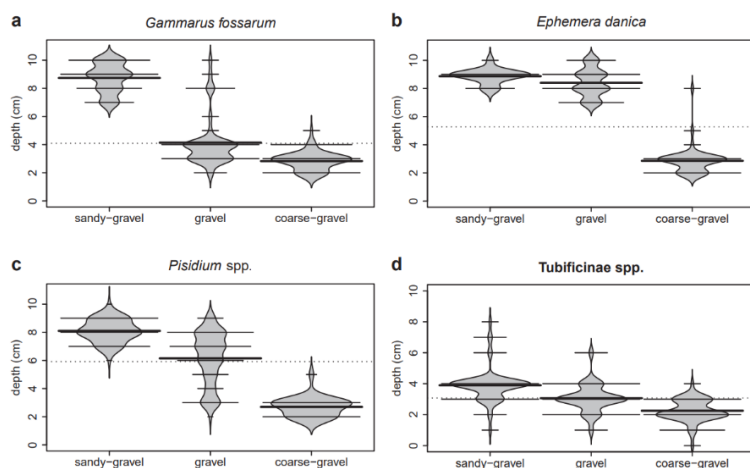 a Gammarus fossarum
depth (cm)
10
8
6
4
2
0
sandy-gravel gravel coarse-gravel
b Ephemera danica
depth (cm)
10
8
6
4
2
0
sandy-gravel gravel coarse-gravel
c Pisidium spp.
depth (cm)
10
8
6
4
2
0
sandy-gravel gravel coarse-gravel
d Tubificinae spp.
depth (cm)
10
8
6
4
2
0
sandy-gravel gravel coarse-gravel